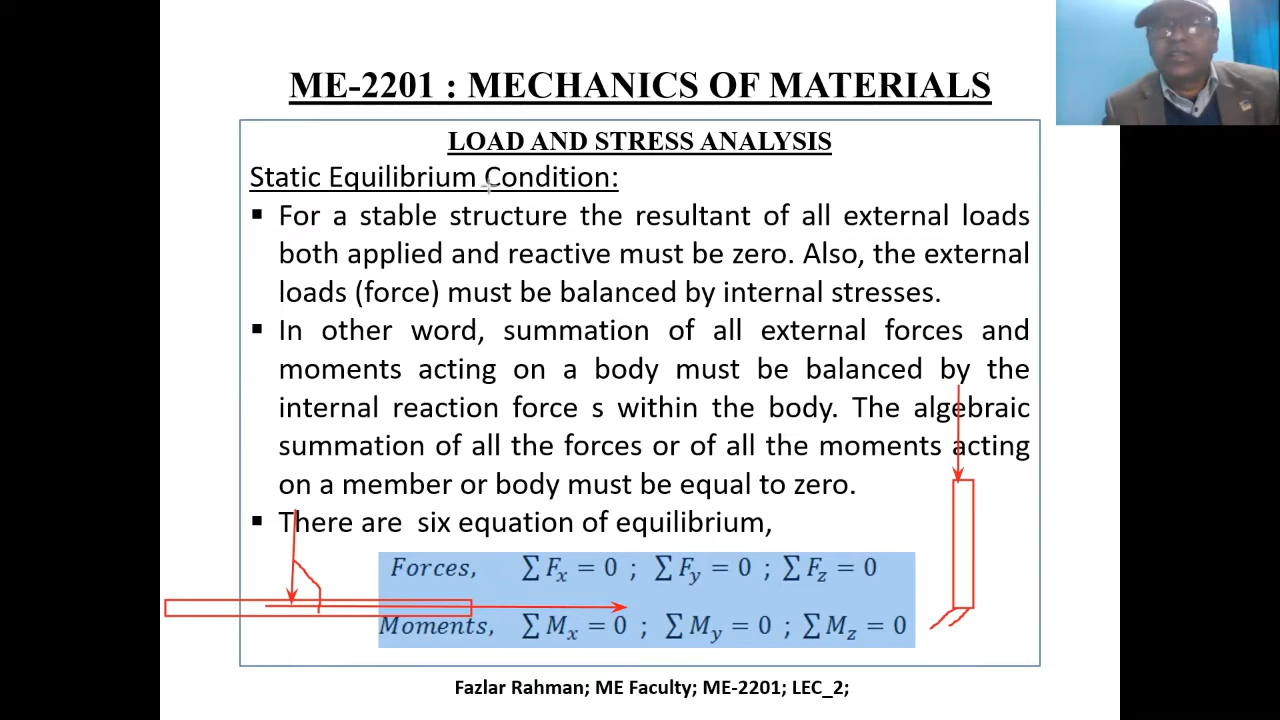 ME-2201 : MECHANICS OF MATERIALS
LOAD AND STRESS ANALYSIS
Static Equilibrium Condition:
▪ For a stable structure the resultant of all external loads
both applied and reactive must be zero. Also, the external
loads (force) must be balanced by internal stresses.
▪ In other word, summation of all external forces and
moments acting on a body must be balanced by the
internal reaction force s within the body. The algebraic
summation of all the forces or of all the moments acting
on a member or body must be equal to zero.
▪ There are six equation of equilibrium,
Forces, ∑ Fₓ = 0 ; ∑ F_y = 0 ; ∑ F_z = 0
Moments, ∑ Mₓ = 0 ; ∑ M_y = 0 ; ∑ M_z = 0
Fazlar Rahman; ME Faculty; ME-2201; LEC_2;